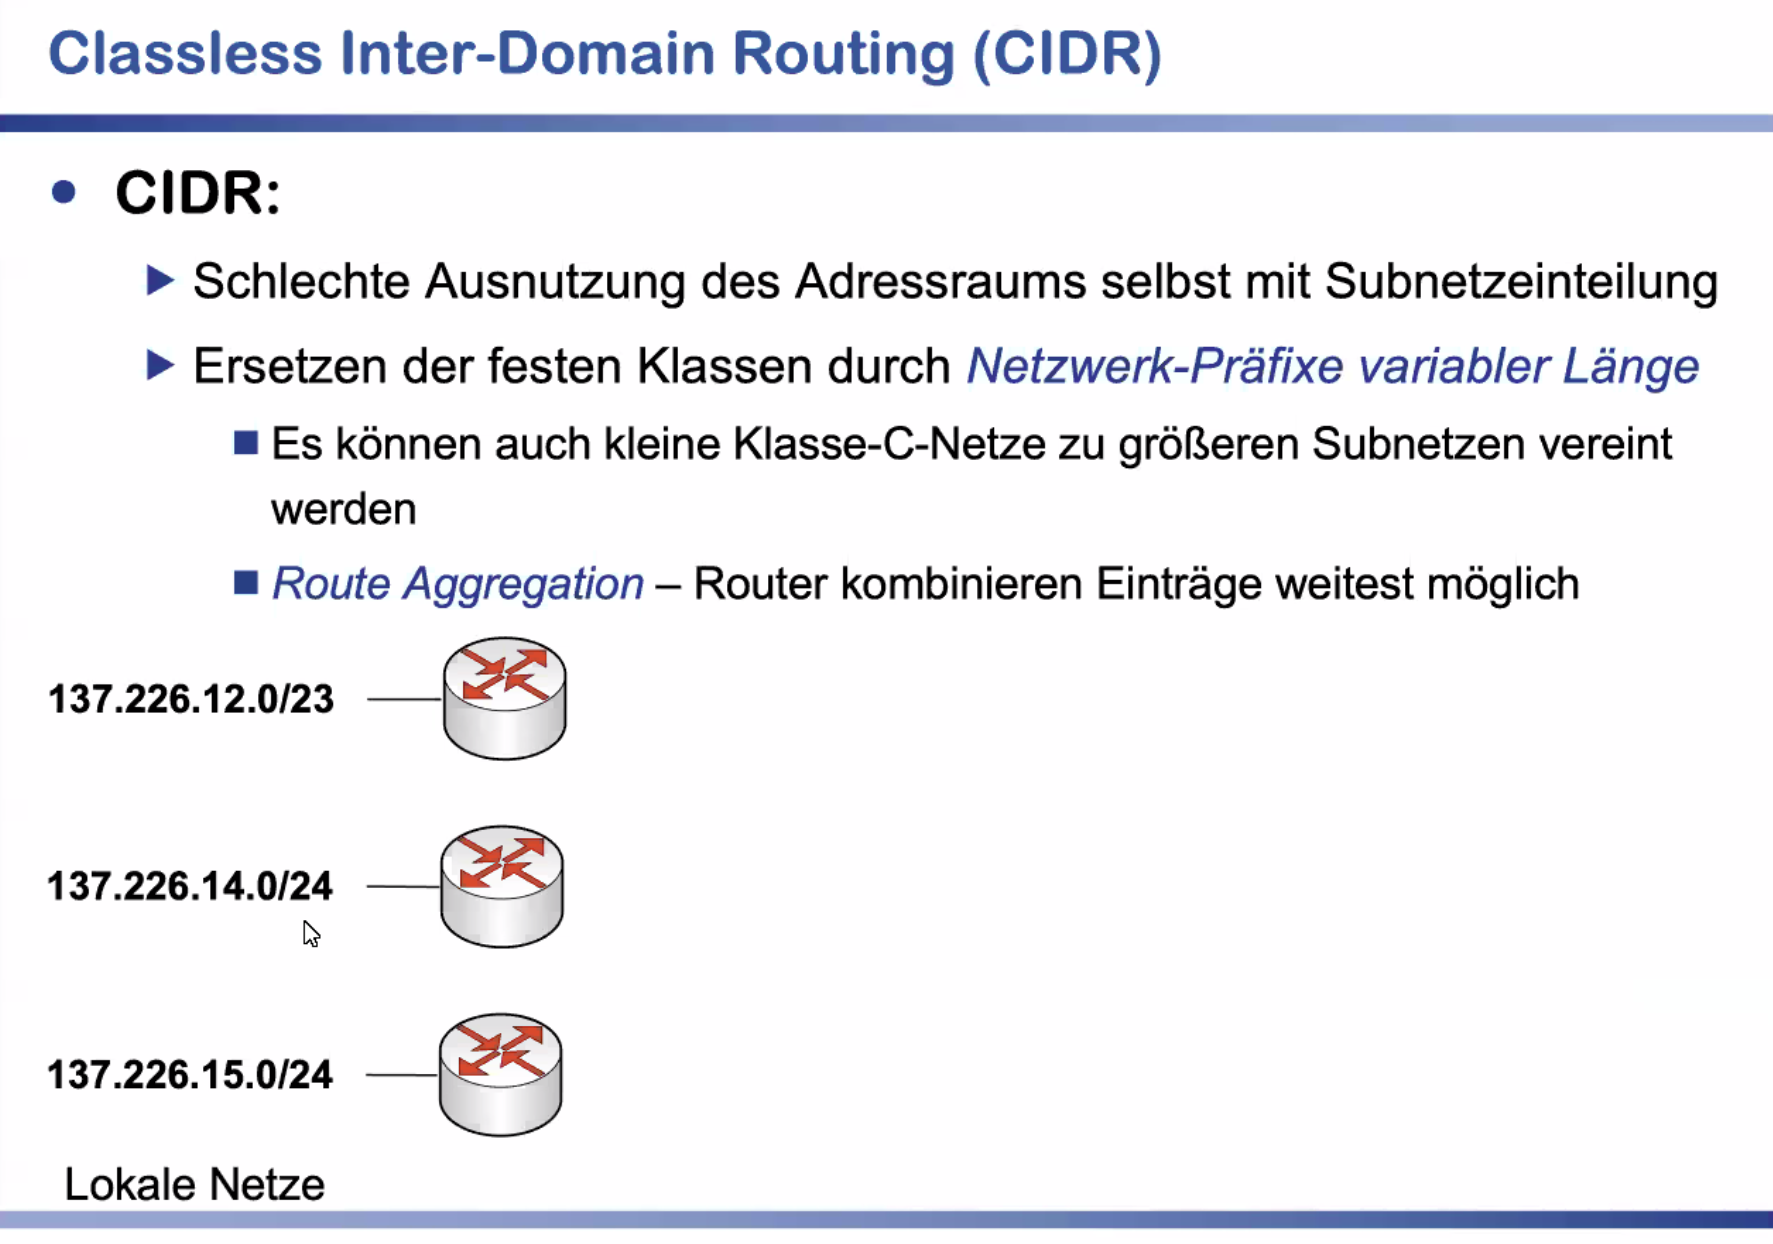 Classless Inter-Domain Routing (CIDR)
• CIDR:
▶ Schlechte Ausnutzung des Adressraums selbst mit Subnetzeinteilung
▶ Ersetzen der festen Klassen durch Netzwerk-Präfixe variabler Länge
■ Es können auch kleine Klasse-C-Netze zu größeren Subnetzen vereint
werden
■ Route Aggregation – Router kombinieren Einträge weitest möglich
137.226.12.0/23
137.226.14.0/24
137.226.15.0/24
Lokale Netze